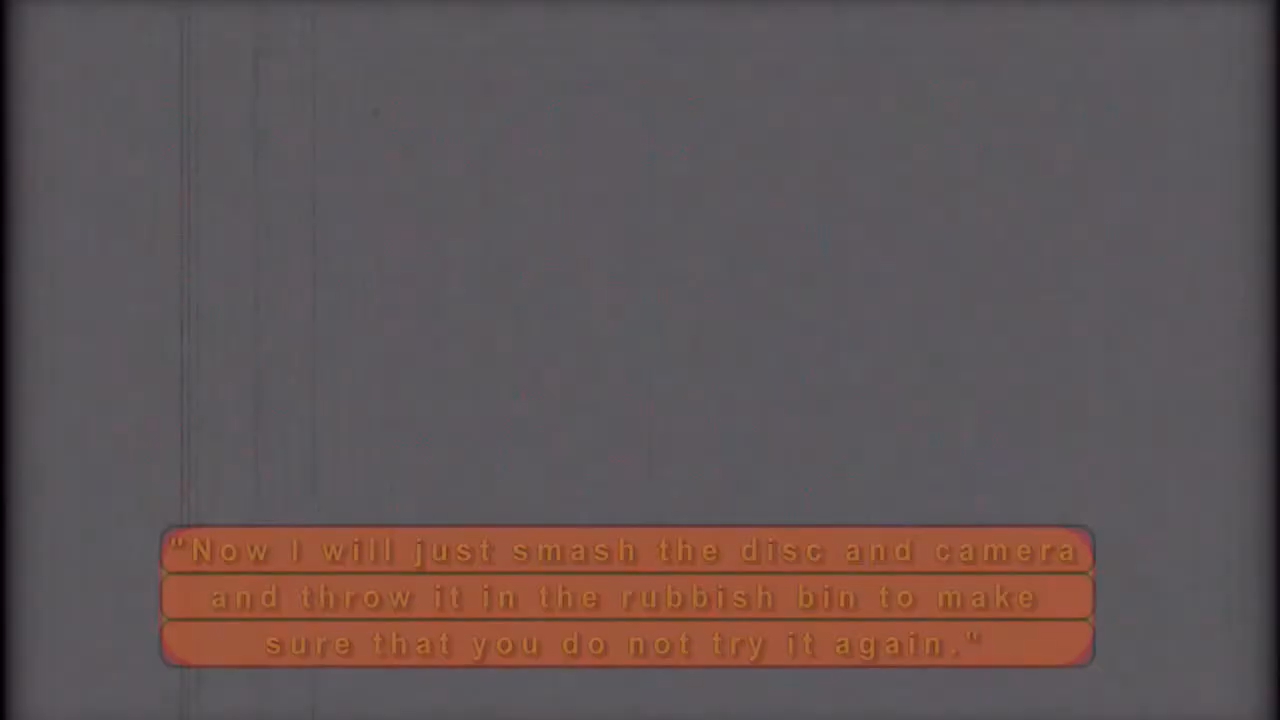 "Now I will just smash the disc and camera
and throw it in the rubbish bin to make
sure that you do not try it again."